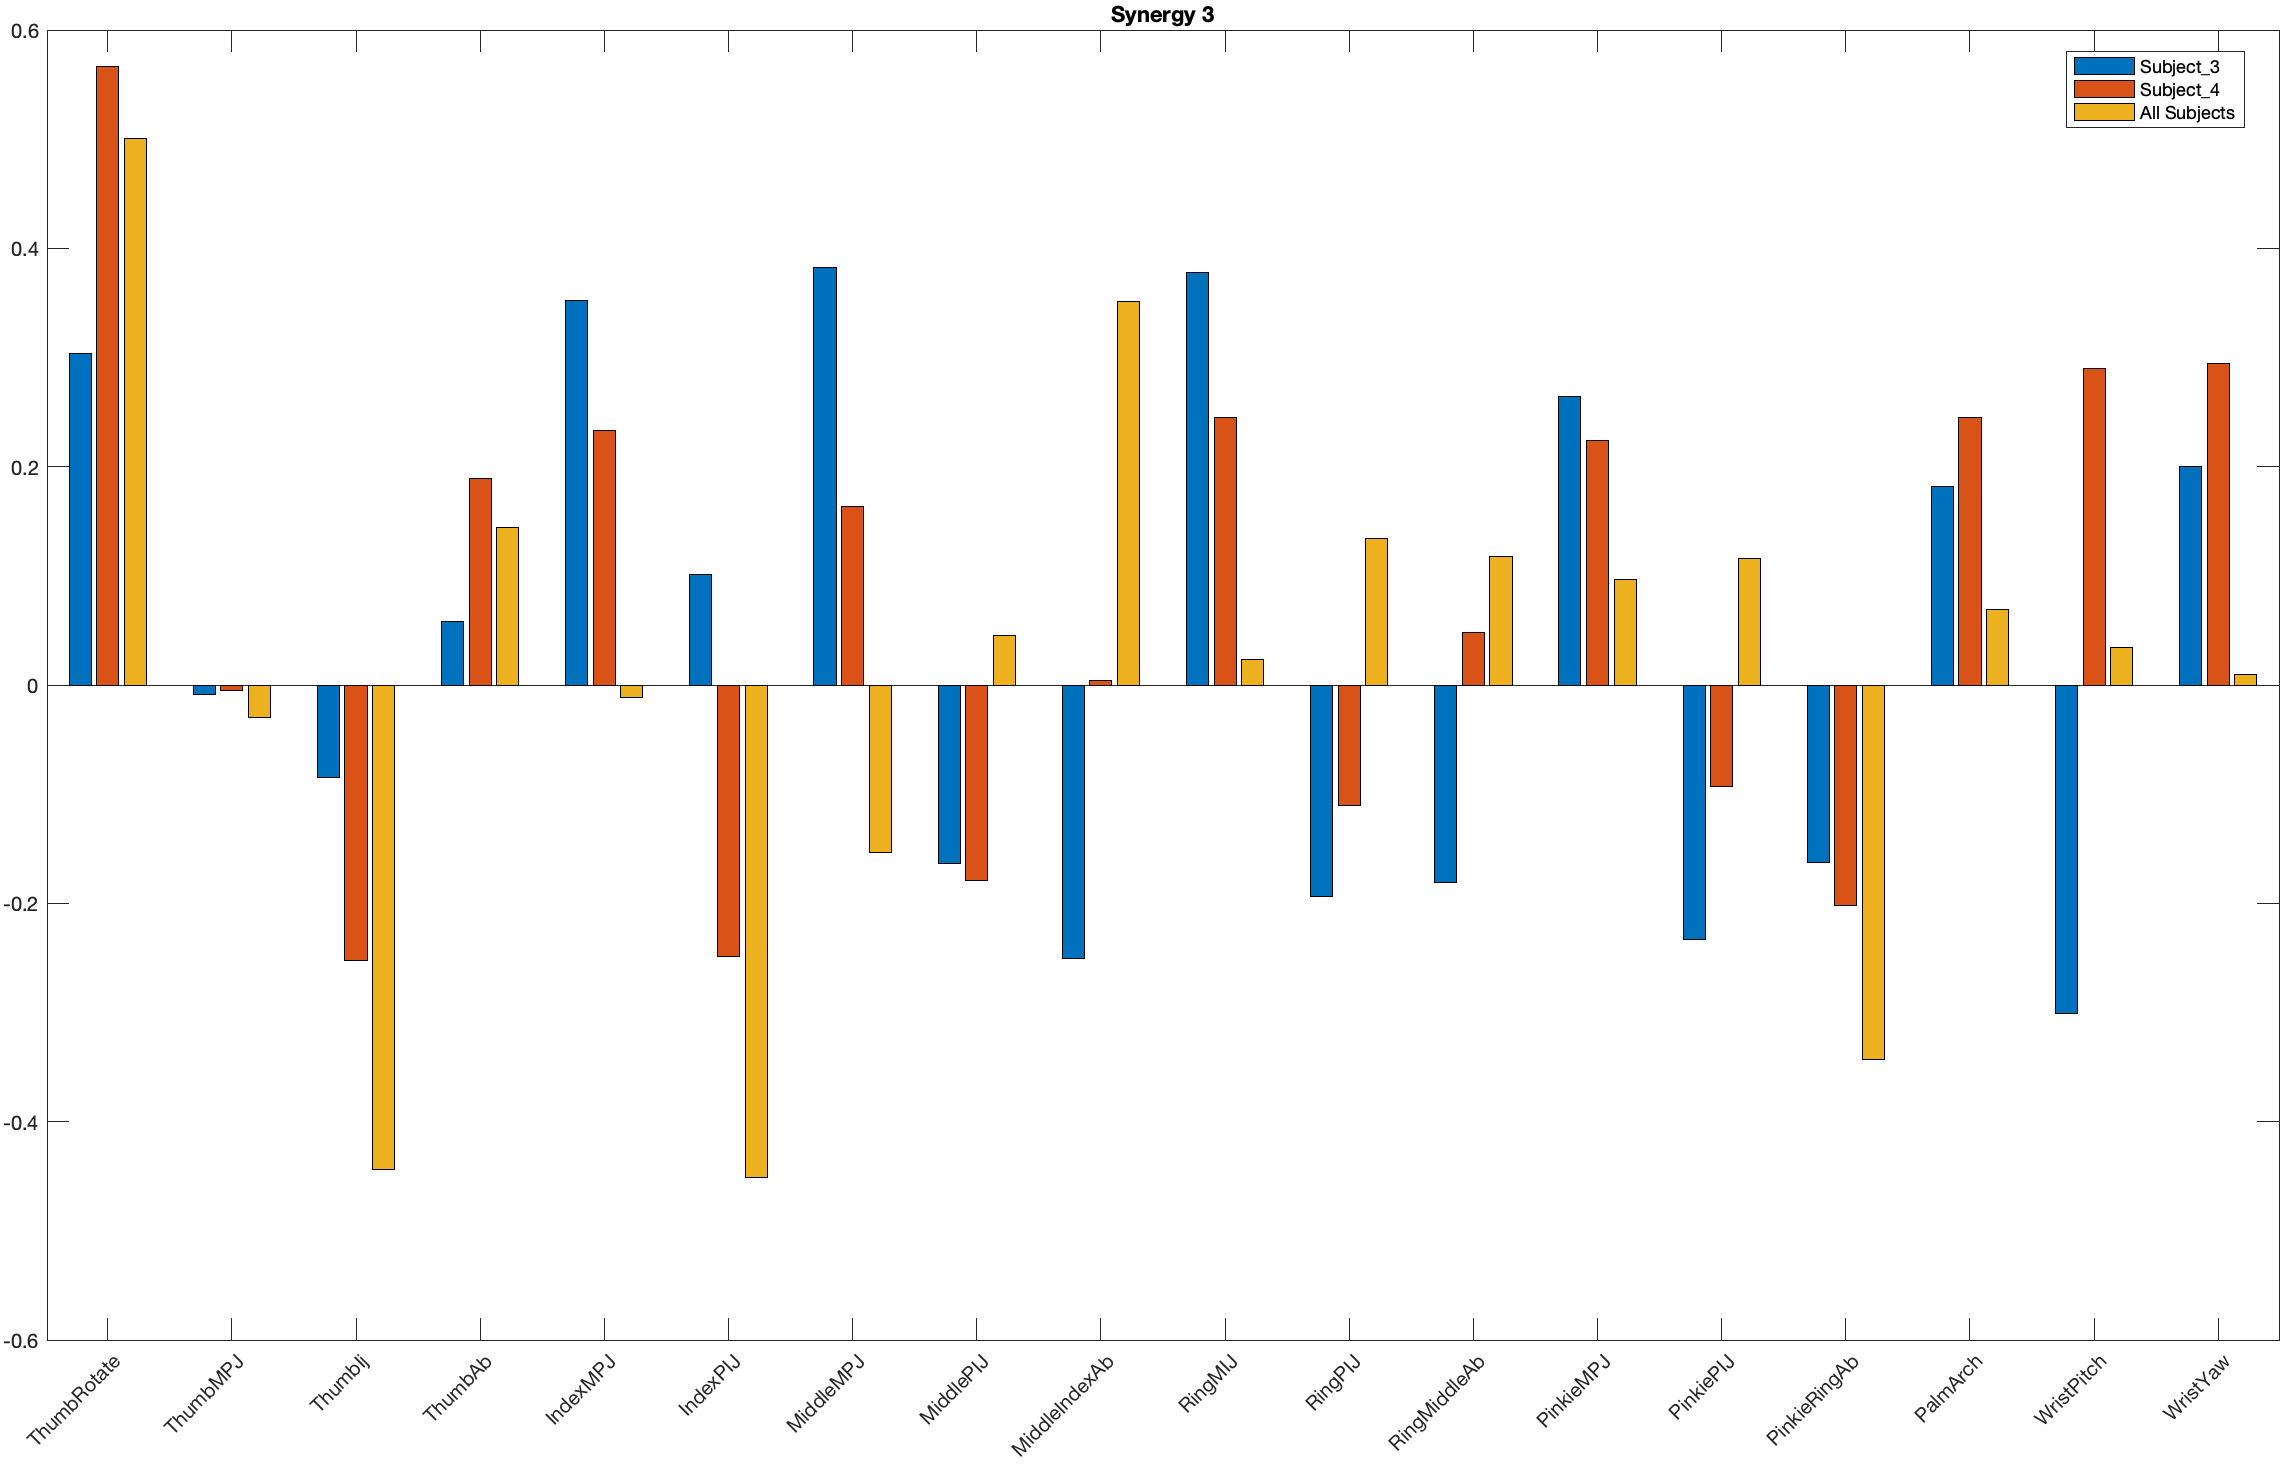 Synergy 3
0.6
0.4
0.2
0
-0.2
-0.4
-0.6
Subject_3
Subject_4
All Subjects
ThumbRotate
ThumbMPJ
ThumbIj
ThumbAb
IndexMPJ
IndexPIJ
MiddleMPJ
MiddlePIJ
MiddleIndexAb
RingMIJ
RingPIJ
RingMiddleAb
PinkieMPJ
PinkiePIJ
PinkieRingAb
PalmArch
WristPitch
WristYaw